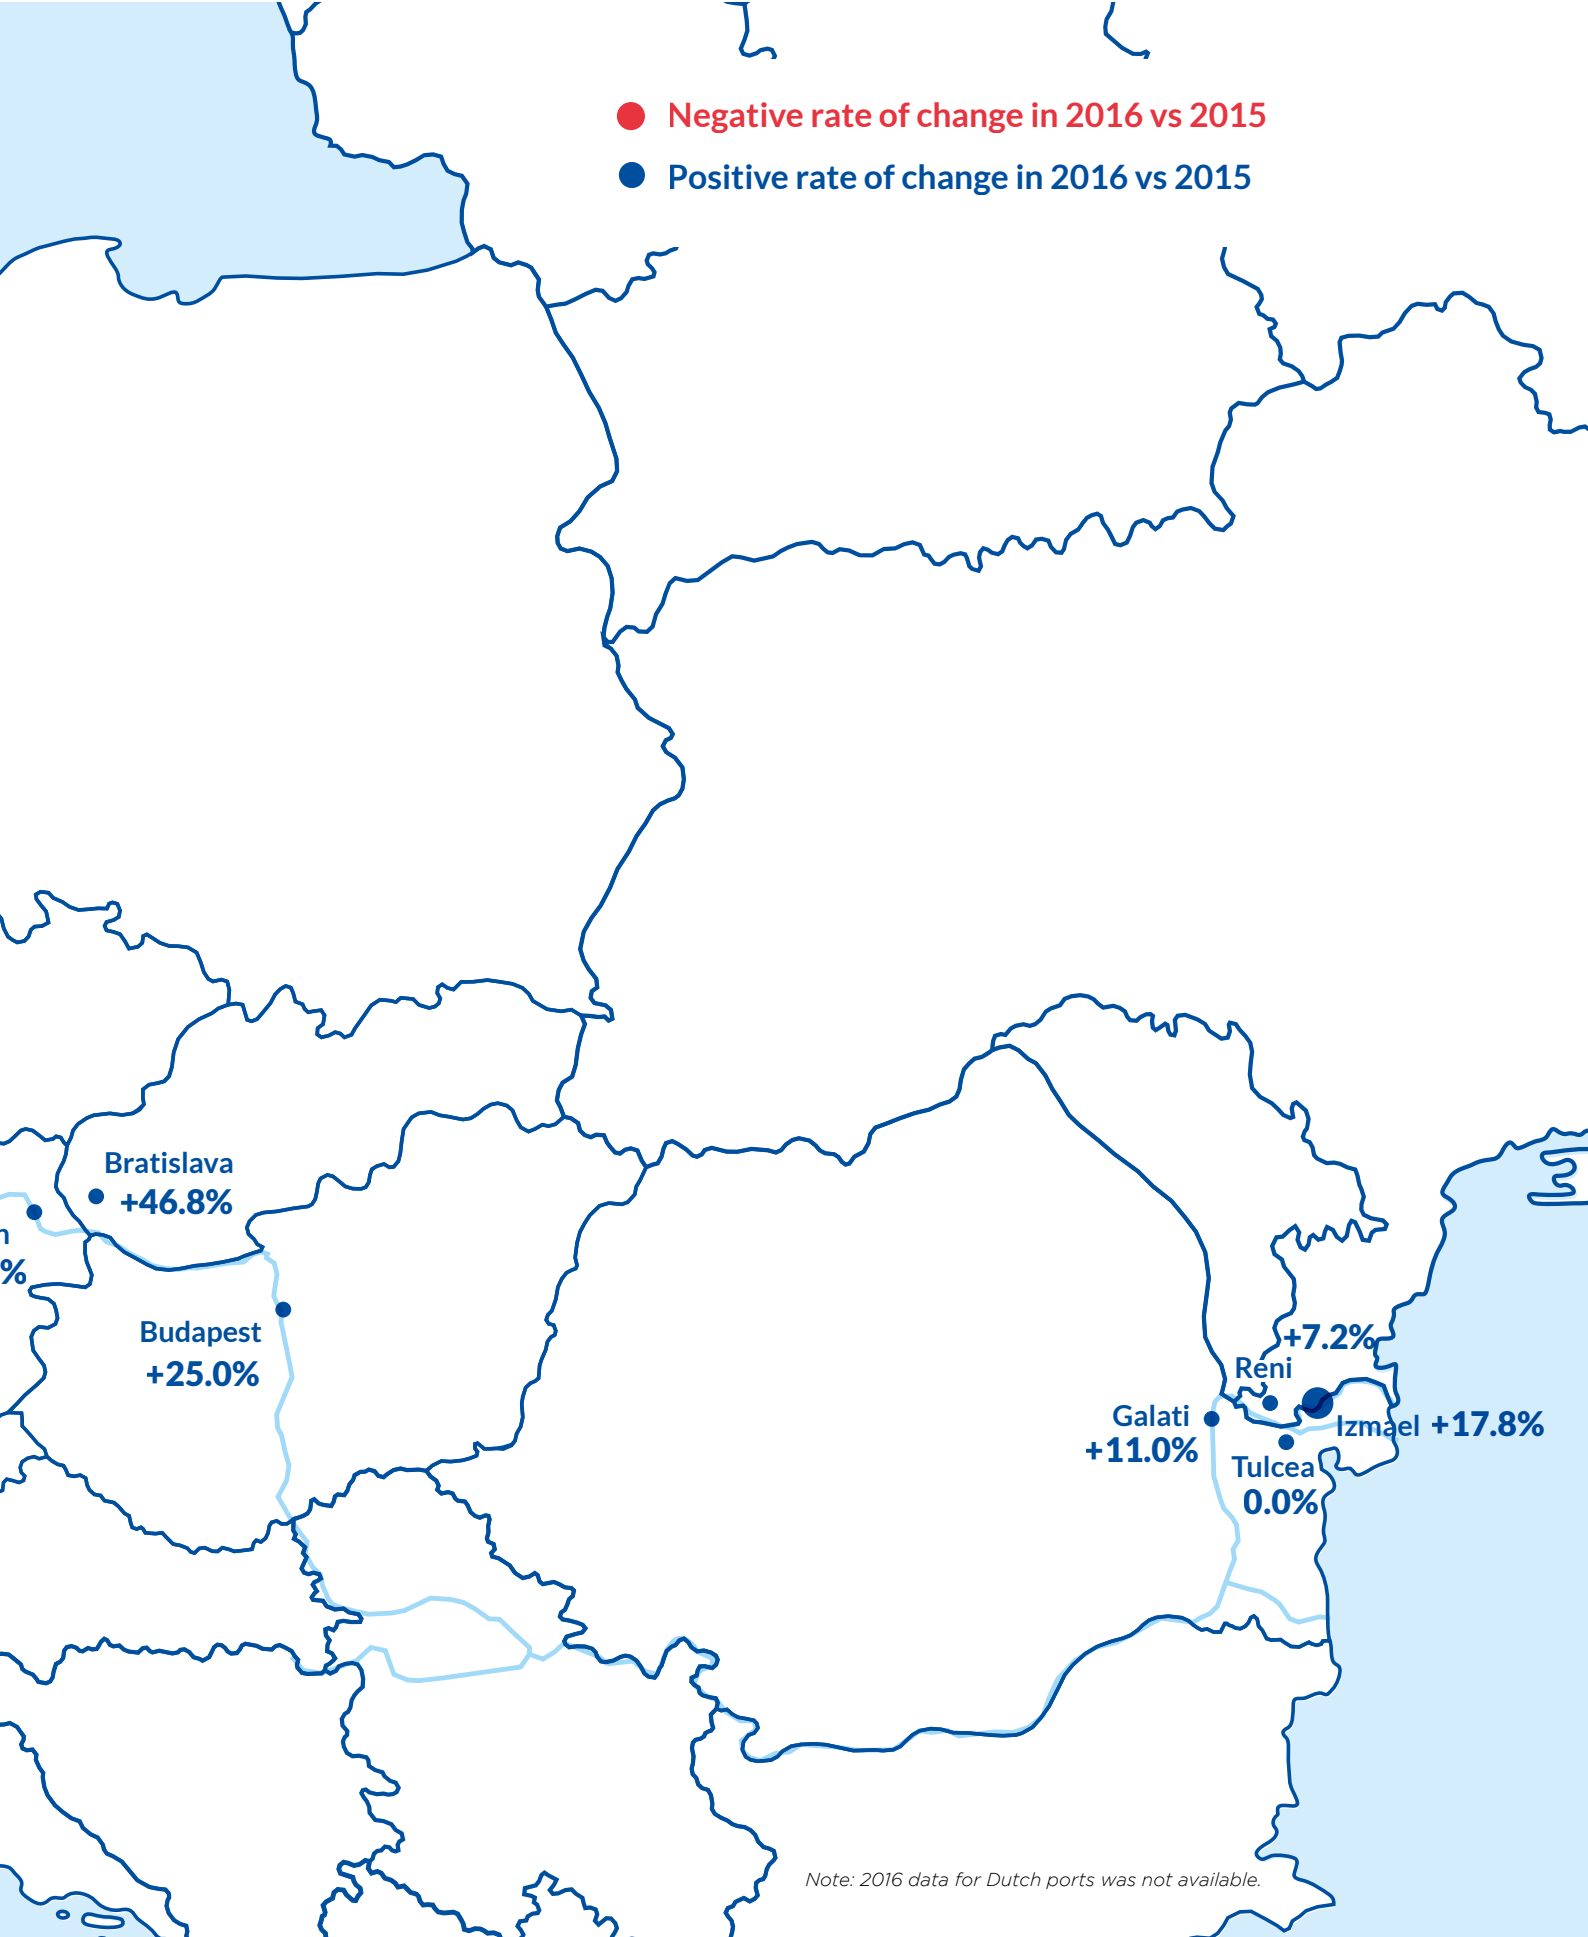 Negative rate of change in 2016 vs 2015
Positive rate of change in 2016 vs 2015
Bratislava
+46.8%
n
%
Budapest
+25.0%
+7.2%
Reni
Galati
+11.0%
Izmael +17.8%
Tulcea
0.0%
Note: 2016 data for Dutch ports was not available.